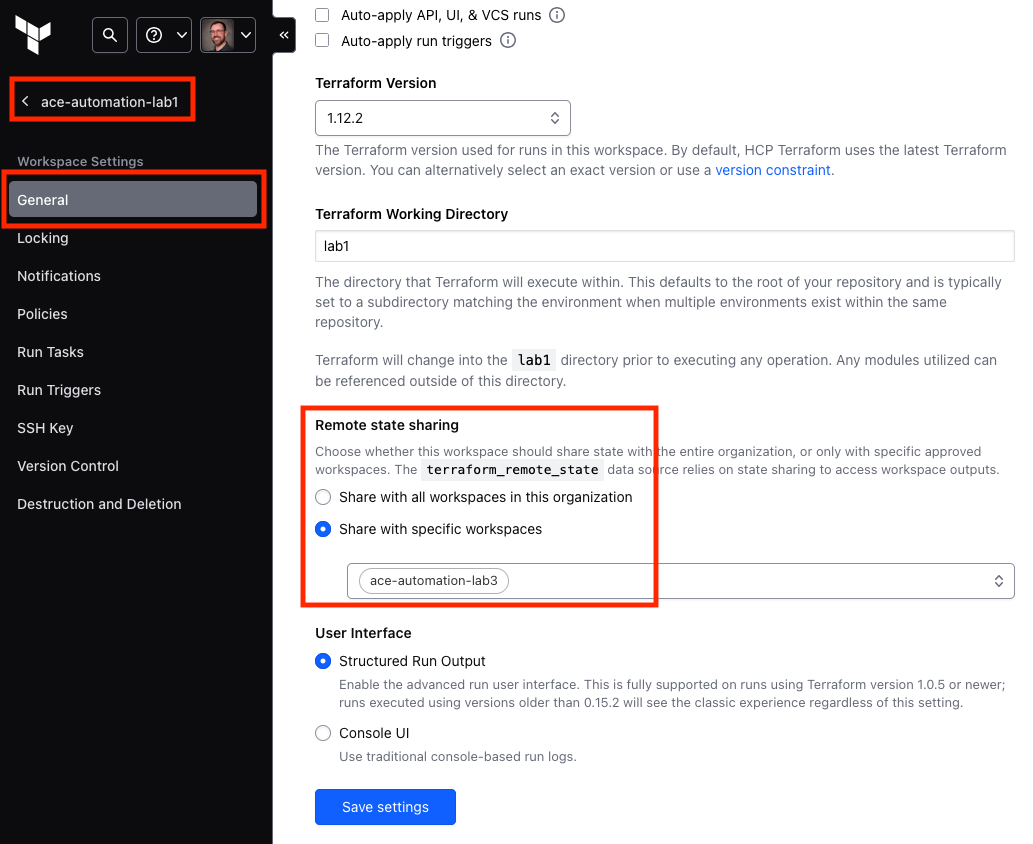 ace-automation-lab1
Workspace Settings
General
Locking
Notifications
Policies
Run Tasks
Run Triggers
SSH Key
Version Control
Destruction and Deletion
Auto-apply API, UI, & VCS runs
Auto-apply run triggers
Terraform Version
1.12.2
The Terraform version used for runs in this workspace. By default, HCP Terraform uses the latest Terraform
version. You can alternatively select an exact version or use a version constraint.
Terraform Working Directory
lab1
The directory that Terraform will execute within. This defaults to the root of your repository and is typically
set to a subdirectory matching the environment when multiple environments exist within the same
repository.
Terraform will change into the lab1 directory prior to executing any operation. Any modules utilized can
be referenced outside of this directory.
Remote state sharing
Choose whether this workspace should share state with the entire organization, or only with specific approved
workspaces. The terraform_remote_state data source relies on state sharing to access workspace outputs.
Share with all workspaces in this organization
Share with specific workspaces
ace-automation-lab3
User Interface
Structured Run Output
Enable the advanced run user interface. This is fully supported on runs using Terraform version 1.0.5 or newer;
runs executed using versions older than 0.15.2 will see the classic experience regardless of this setting.
Console UI
Use traditional console-based run logs.
Save settings